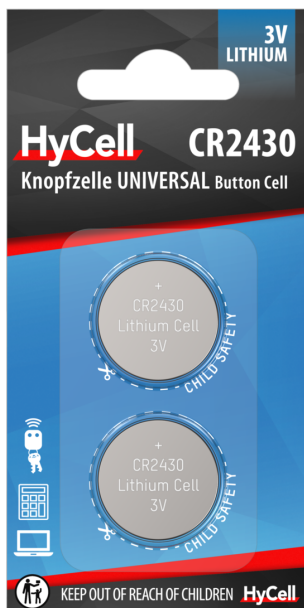 3V
LITHIUM
HyCell CR2430
Knopfzelle UNIVERSAL Button Cell
+
CR2430
Lithium Cell
3V
CHILD SAFETY
+
CR2430
Lithium Cell
3V
CHILD SAFETY
KEEP OUT OF REACH OF CHILDREN HyCell